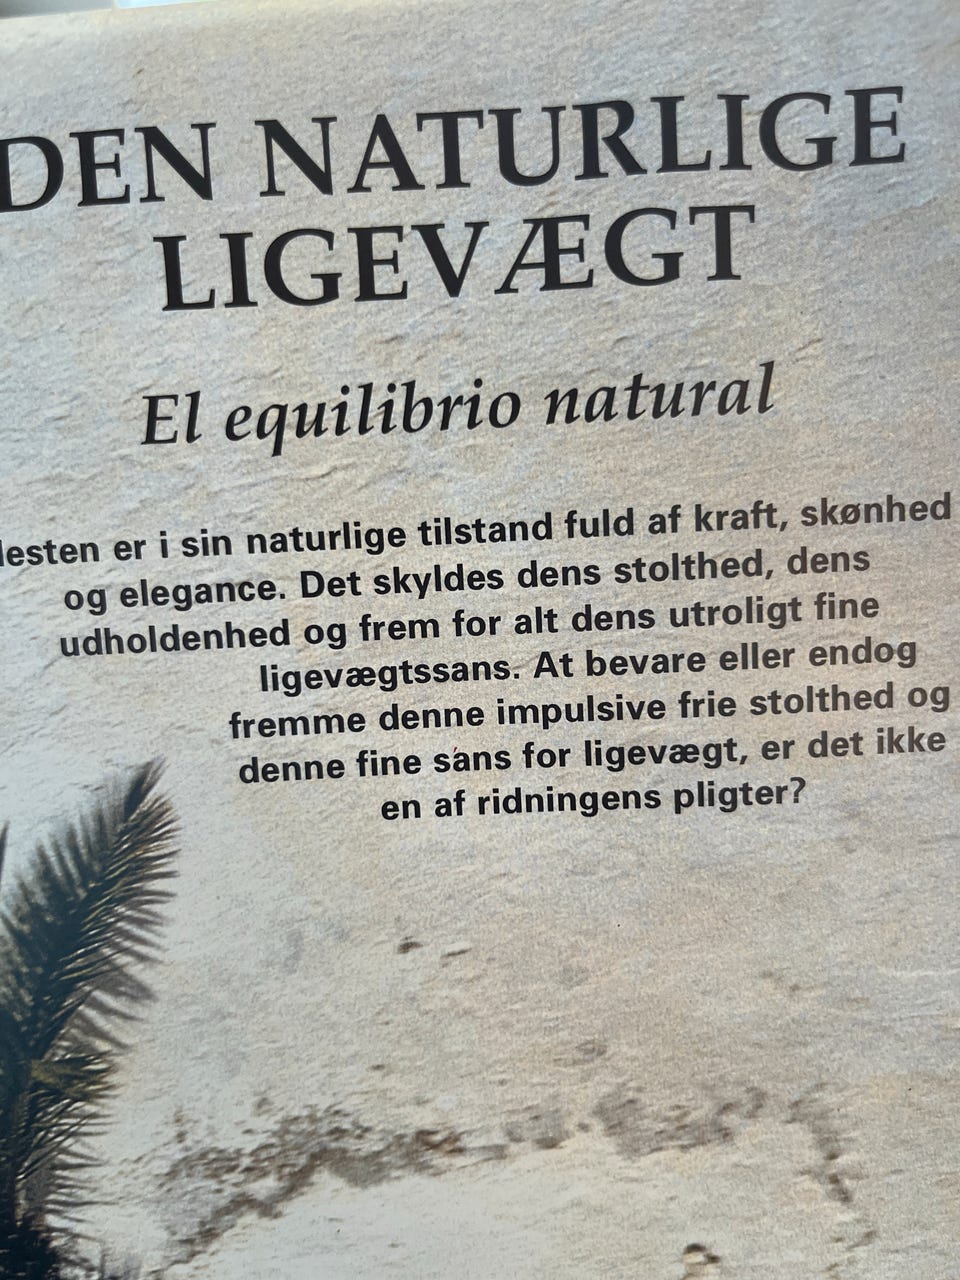 DEN NATURLIGE
LIGEVÆGT
El equilibrio natural
er i sin naturlige tilstand fuld af kraft, skønhed
og elegance. Det skyldes dens stolthed, dens
udholdenhed og frem for alt dens utroligt fine
ligevægtssans. At bevare eller endog
fremme denne impulsive frie stolthed og
denne fine sans for ligevægt, er det ikke
en af ridningens pligter?